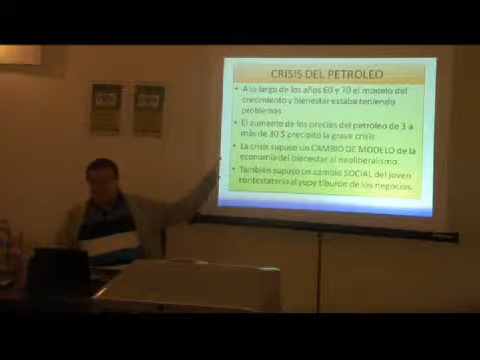 CRISIS DEL PETROLEO
• A lo largo de los años 60 y 70 el modelo del
crecimiento y bienestar estaba teniendo
problemas.
• El aumento de los precios del petróleo de 3 a
más de 30 $ precipitó la grave crisis
• La crisis supuso un CAMBIO DE MODELO de la
economía del bienestar al neoliberalismo.
• También supuso un cambio SOCIAL del joven
contestatario al yupy tiburón de los negocios.